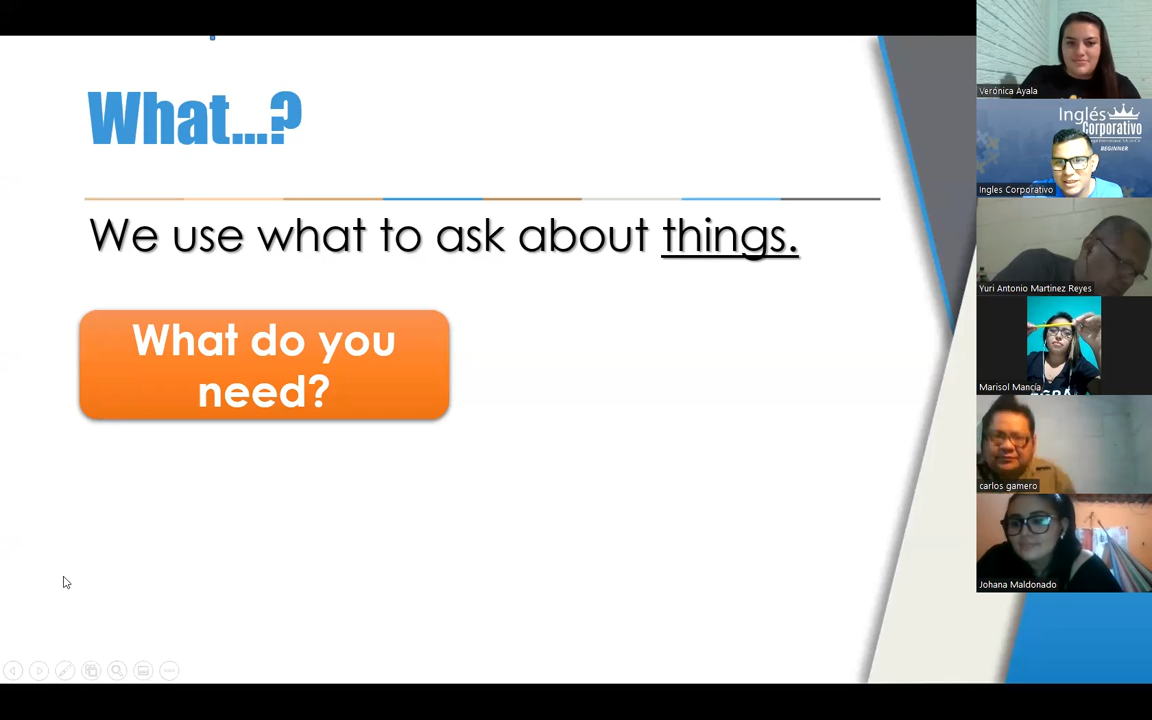 What...?
We use what to ask about things.
What do you
need?
Verónica Ayala
Inglés
Corporativo
BEGINNER
Ingles Corporativo
Yuri Antonio Martinez Reyes
Marisol Mancía
carlos gamero
Johana Maldonado